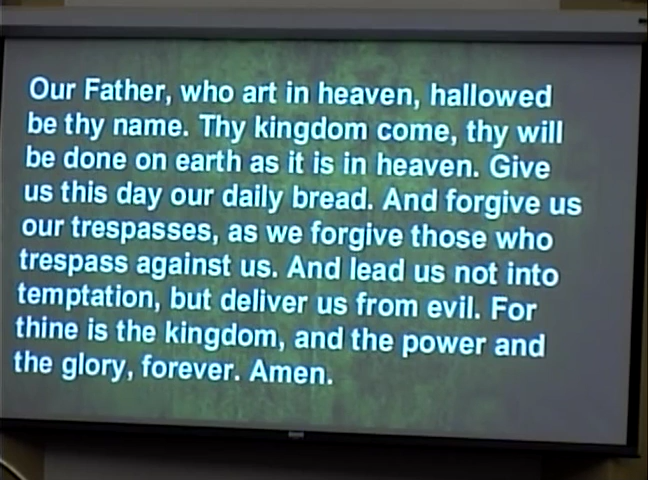 Our Father, who art in heaven, hallowed
be thy name. Thy kingdom come, thy will
be done on earth as it is in heaven. Give
us this day our daily bread. And forgive us
our trespasses, as we forgive those who
trespass against us. And lead us not into
temptation, but deliver us from evil. For
thine is the kingdom, and the power and
the glory, forever. Amen.